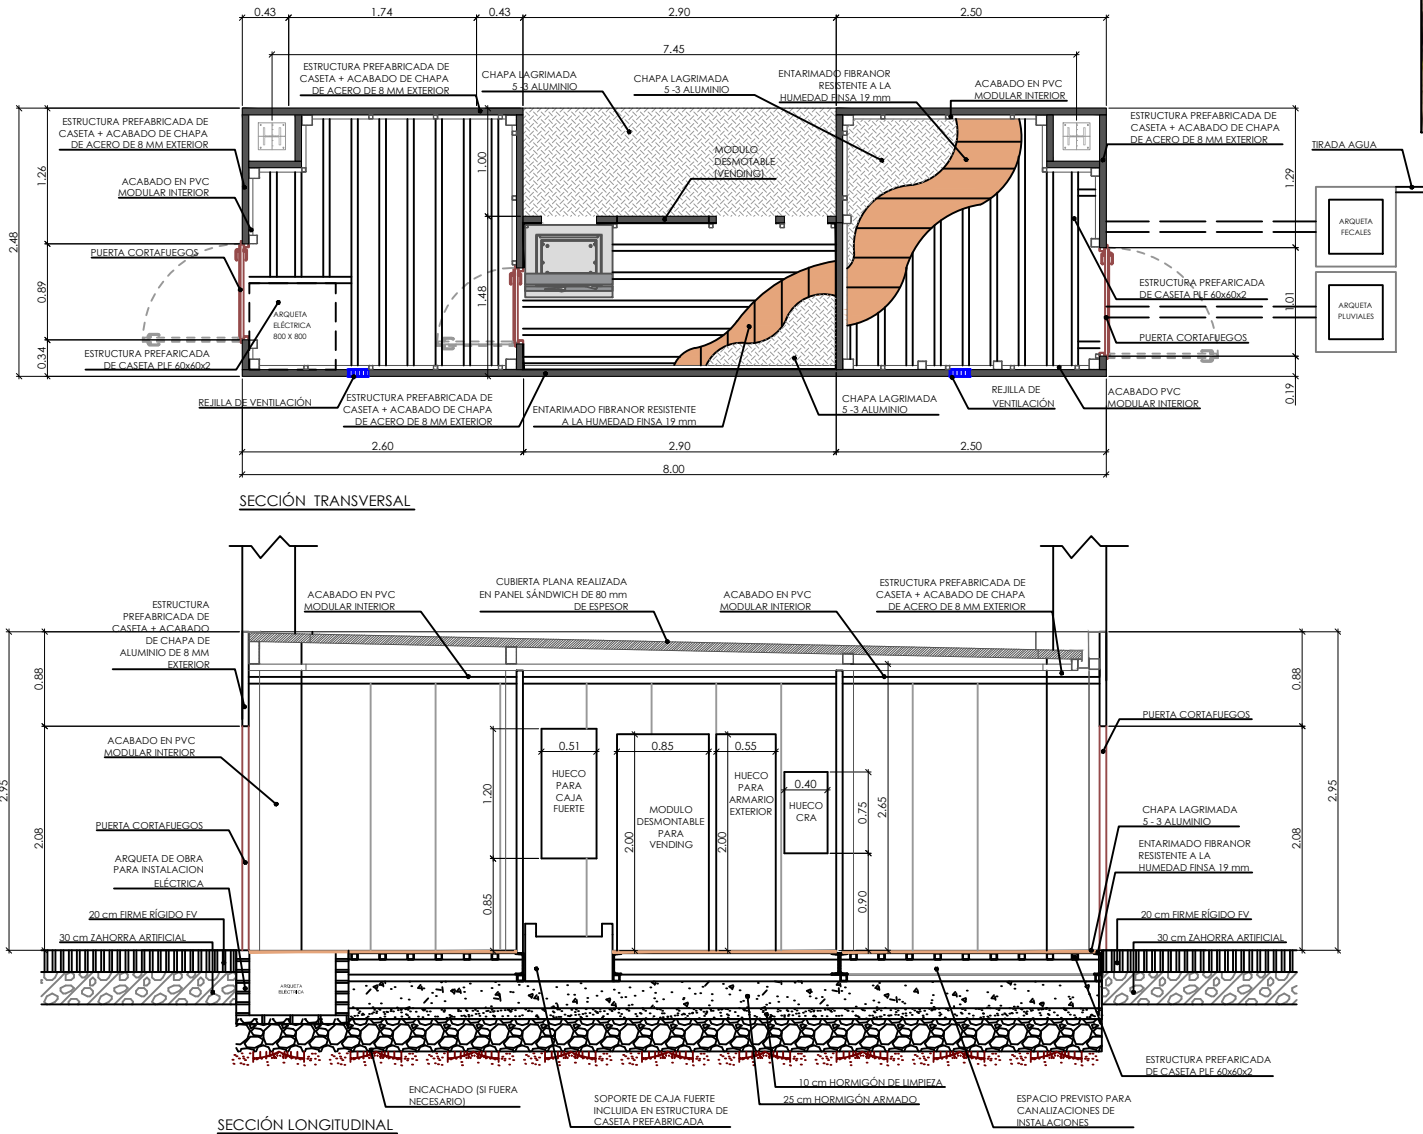 0.43
1.74
0.43
2.90
2.50
7.45
ESTRUCTURA PREFABRICADA DE
CASETA + ACABADO DE CHAPA
DE ACERO DE 8 MM EXTERIOR
CHAPA LAGRIMADA
5 -3 ALUMINIO
CHAPA LAGRIMADA
5 -3 ALUMINIO
ENTARIMADO FIBRANOR
RESISTENTE A LA
HUMEDAD FINSA 19 mm
ACABADO EN PVC
MODULAR INTERIOR
ESTRUCTURA PREFABRICADA DE
CASETA + ACABADO DE CHAPA
DE ACERO DE 8 MM EXTERIOR
ESTRUCTURA PREFABRICADA DE
CASETA + ACABADO DE CHAPA
DE ACERO DE 8 MM EXTERIOR
TIRADA AGUA
MODULO
DESMOTABLE
(VENDING)
1.00
1.26
1.29
ACABADO EN PVC
MODULAR INTERIOR
ARQUETA
FECALES
2.48
PUERTA CORTAFUEGOS
0.89
1.48
1.01
ESTRUCTURA PREFARICADA
DE CASETA PLF 60x60x2
ARQUETA
ELÉCTRICA
800 X 800
ARQUETA
PLUVIALES
PUERTA CORTAFUEGOS
0.34
ESTRUCTURA PREFARICADA
DE CASETA PLF 60x60x2
REJILLA DE VENTILACIÓN
ESTRUCTURA PREFABRICADA DE
CASETA + ACABADO DE CHAPA
DE ACERO DE 8 MM EXTERIOR
ENTARIMADO FIBRANOR RESISTENTE
A LA HUMEDAD FINSA 19 mm
CHAPA LAGRIMADA
5 -3 ALUMINIO
REJILLA DE
VENTILACIÓN
ACABADO PVC
MODULAR INTERIOR
0.19
2.60
2.90
2.50
8.00
SECCIÓN TRANSVERSAL
ESTRUCTURA
PREFABRICADA DE
CASETA + ACABADO
DE CHAPA DE
ALUMINIO DE 8 MM
EXTERIOR
ACABADO EN PVC
MODULAR INTERIOR
CUBIERTA PLANA REALIZADA
EN PANEL SÁNDWICH DE 80 mm
DE ESPESOR
ACABADO EN PVC
MODULAR INTERIOR
ESTRUCTURA PREFABRICADA DE
CASETA + ACABADO DE CHAPA
DE ACERO DE 8 MM EXTERIOR
0.88
0.88
PUERTA CORTAFUEGOS
ACABADO EN PVC
MODULAR INTERIOR
0.51
0.85
0.55
0.40
HUECO
PARA
CAJA
FUERTE
MODULO
DESMONTABLE
PARA
VENDING
HUECO
PARA
ARMARIO
EXTERIOR
HUECO
CRA
1.20
2.00
2.00
0.75
2.65
2.95
2.95
2.08
2.08
0.85
0.90
PUERTA CORTAFUEGOS
ARQUETA DE OBRA
PARA INSTALACION
ELÉCTRICA
CHAPA LAGRIMADA
5 - 3 ALUMINIO
ENTARIMADO FIBRANOR
RESISTENTE A LA
HUMEDAD FINSA 19 mm
20 cm FIRME RÍGIDO FV
30 cm ZAHORRA ARTIFICIAL
20 cm FIRME RÍGIDO FV
30 cm ZAHORRA ARTIFICIAL
ARQUETA
ELÉCTRICA
ESTRUCTURA PREFARICADA
DE CASETA PLF 60x60x2
ENCACHADO (SI FUERA
NECESARIO)
SOPORTE DE CAJA FUERTE
INCLUIDA EN ESTRUCTURA DE
CASETA PREFABRICADA
10 cm HORMIGÓN DE LIMPIEZA
25 cm HORMIGÓN ARMADO
ESPACIO PREVISTO PARA
CANALIZACIONES DE
INSTALACIONES
SECCIÓN LONGITUDINAL